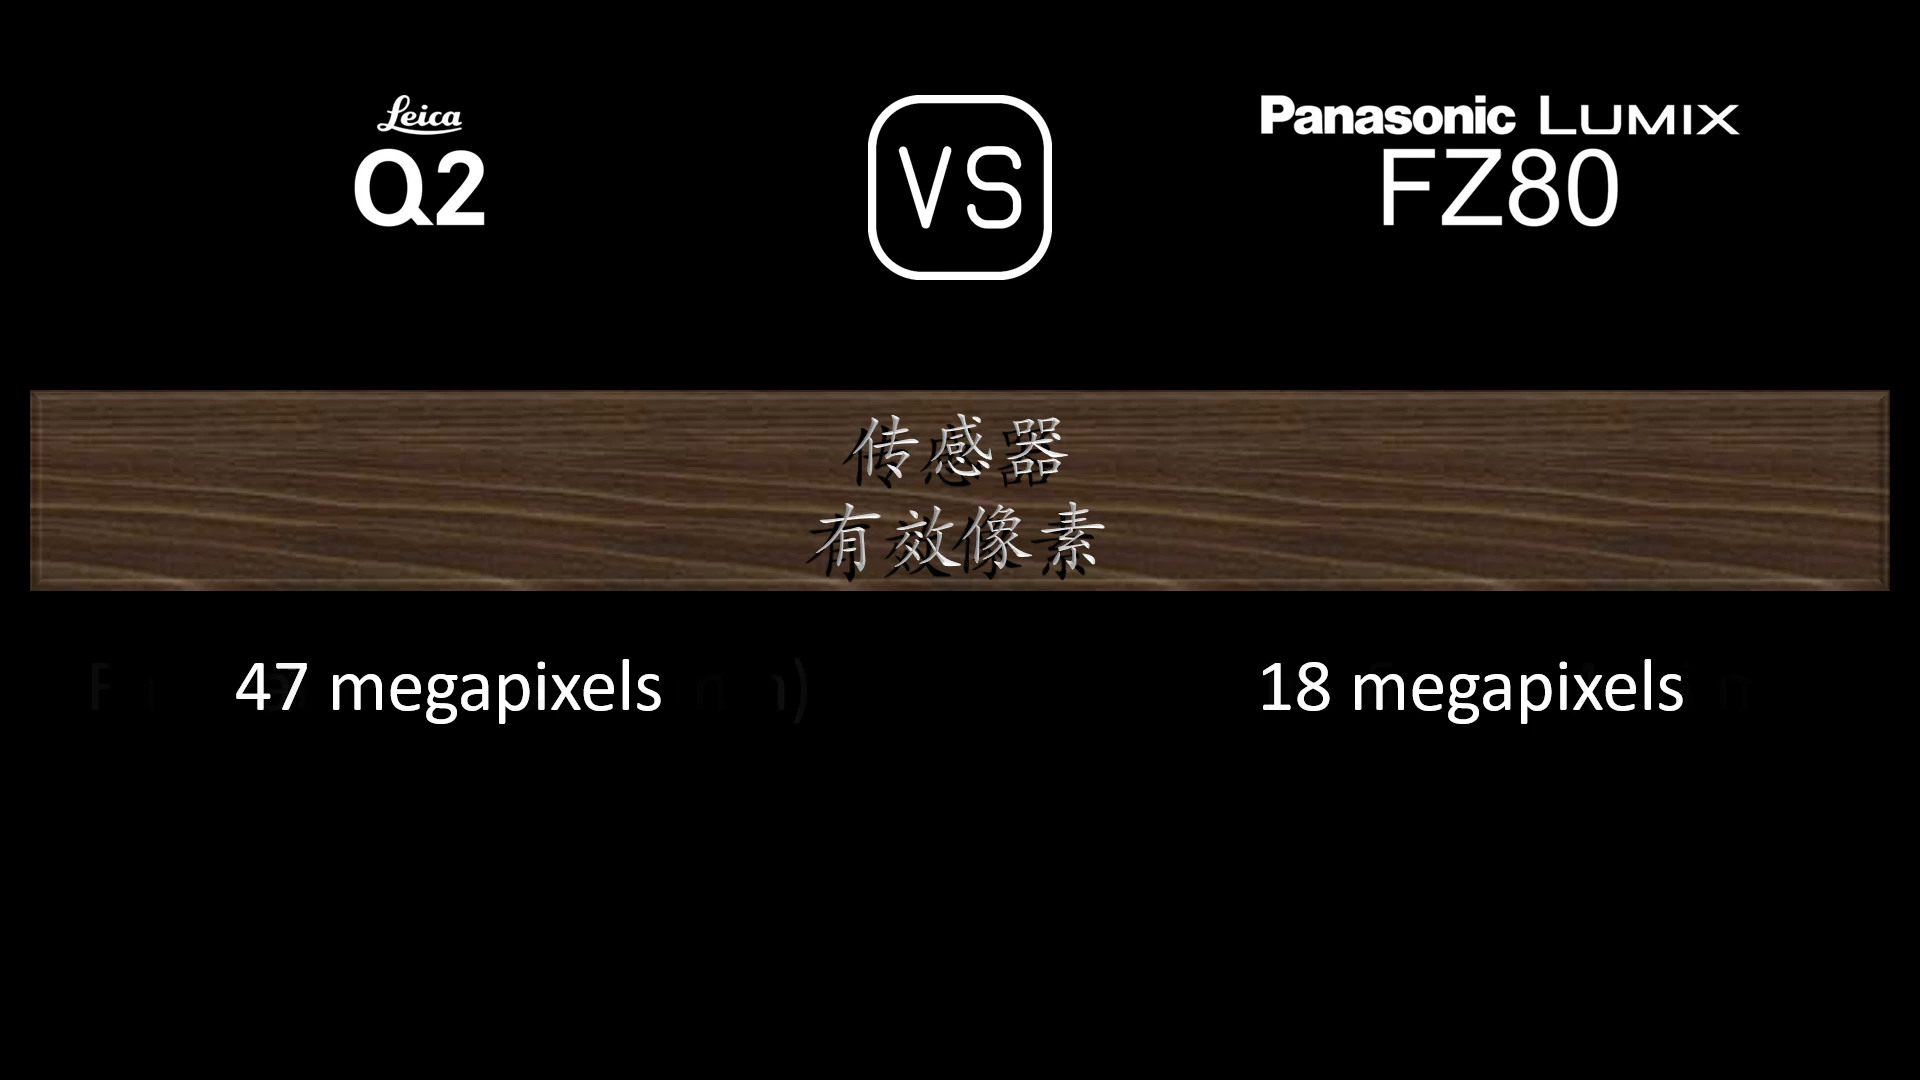 Leica
Q2
VS
Panasonic LUMIX
FZ80
传感器
有效像素
47 megapixels
18 megapixels